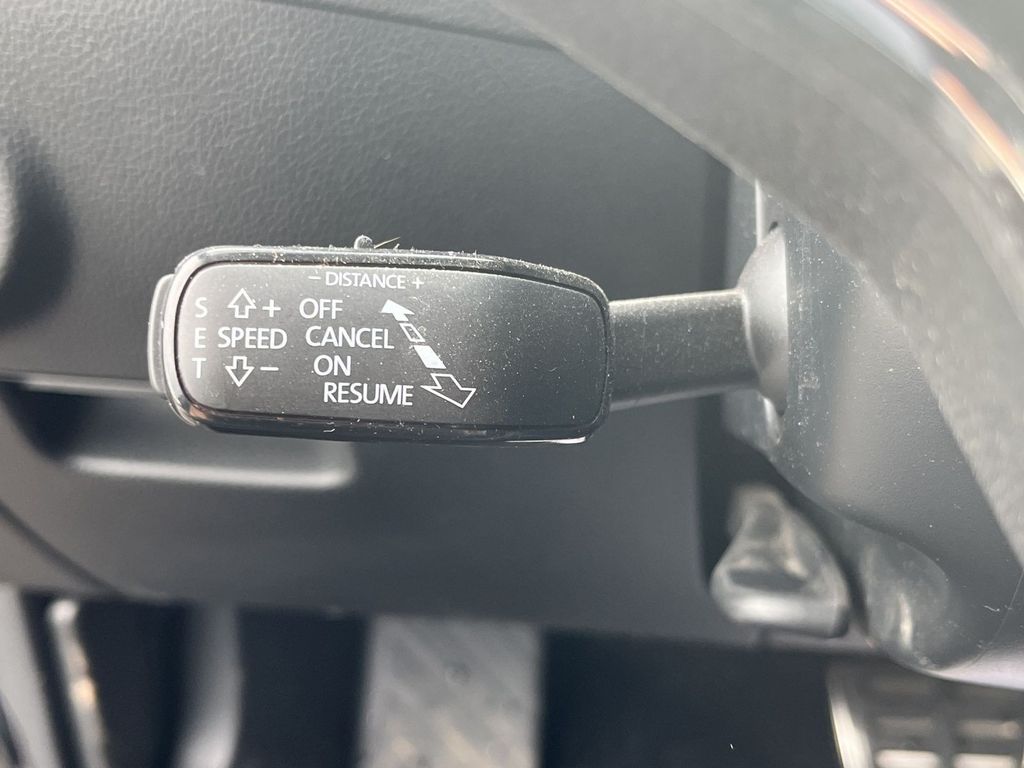 – DISTANCE +
S + OFF
E SPEED CANCEL
T – ON
RESUME